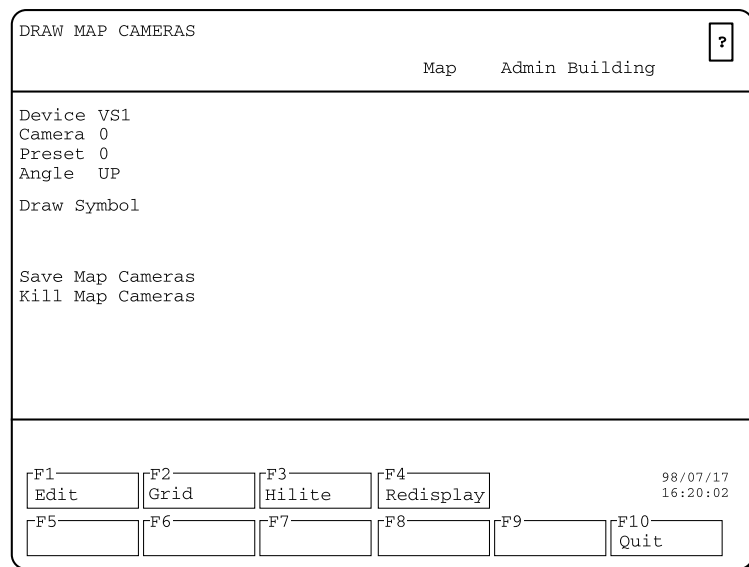 DRAW MAP CAMERAS
?
Map Admin Building
Device VS1
Camera 0
Preset 0
Angle UP
Draw Symbol
Save Map Cameras
Kill Map Cameras
F1 F2 F3 F4
Edit Grid Hilite Redisplay
98/07/17
16:20:02
F5 F6 F7 F8 F9 F10
Quit